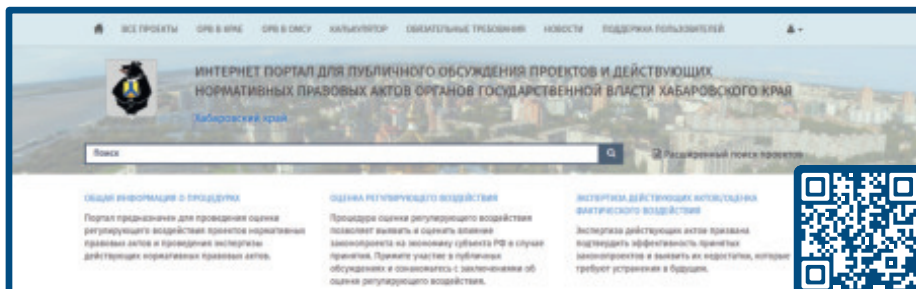 ВСЕ ПРОЕКТЫ ОРВ В КРАЕ ОРВ В ОМСУ КАЛЬКУЛЯТОР ОБЯЗАТЕЛЬНЫЕ ТРЕБОВАНИЯ НОВОСТИ ПОДДЕРЖКА ПОЛЬЗОВАТЕЛЕЙ
ИНТЕРНЕТ ПОРТАЛ ДЛЯ ПУБЛИЧНОГО ОБСУЖДЕНИЯ ПРОЕКТОВ И ДЕЙСТВУЮЩИХ
НОРМАТИВНЫХ ПРАВОВЫХ АКТОВ ОРГАНОВ ГОСУДАРСТВЕННОЙ ВЛАСТИ ХАБАРОВСКОГО КРАЯ
Хабаровский край
Поиск
Расширенный поиск проектов
ОБЩАЯ ИНФОРМАЦИЯ О ПРОЦЕДУРАХ
Портал предназначен для проведения оценки
регулирующего воздействия проектов нормативных
правовых актов и проведения экспертизы
действующих нормативных правовых актов.
ОЦЕНКА РЕГУЛИРУЮЩЕГО ВОЗДЕЙСТВИЯ
Процедура оценки регулирующего воздействия
позволяет выявить и оценить влияние
законопроекта на экономику субъекта РФ в случае
принятия. Примите участие в публичных
обсуждениях и ознакомьтесь с заключениями об
оценке регулирующего воздействия.
ЭКСПЕРТИЗА ДЕЙСТВУЮЩИХ АКТОВ/ОЦЕНКА
ФАКТИЧЕСКОГО ВОЗДЕЙСТВИЯ
Экспертиза действующих актов призвана
подтвердить эффективность принятых
законопроектов и выявить их недостатки, которые
требуют устранения в будущем.